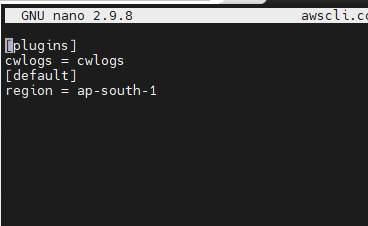 GNU nano 2.9.8 awscli.co
[plugins]
cwlogs = cwlogs
[default]
region = ap-south-1